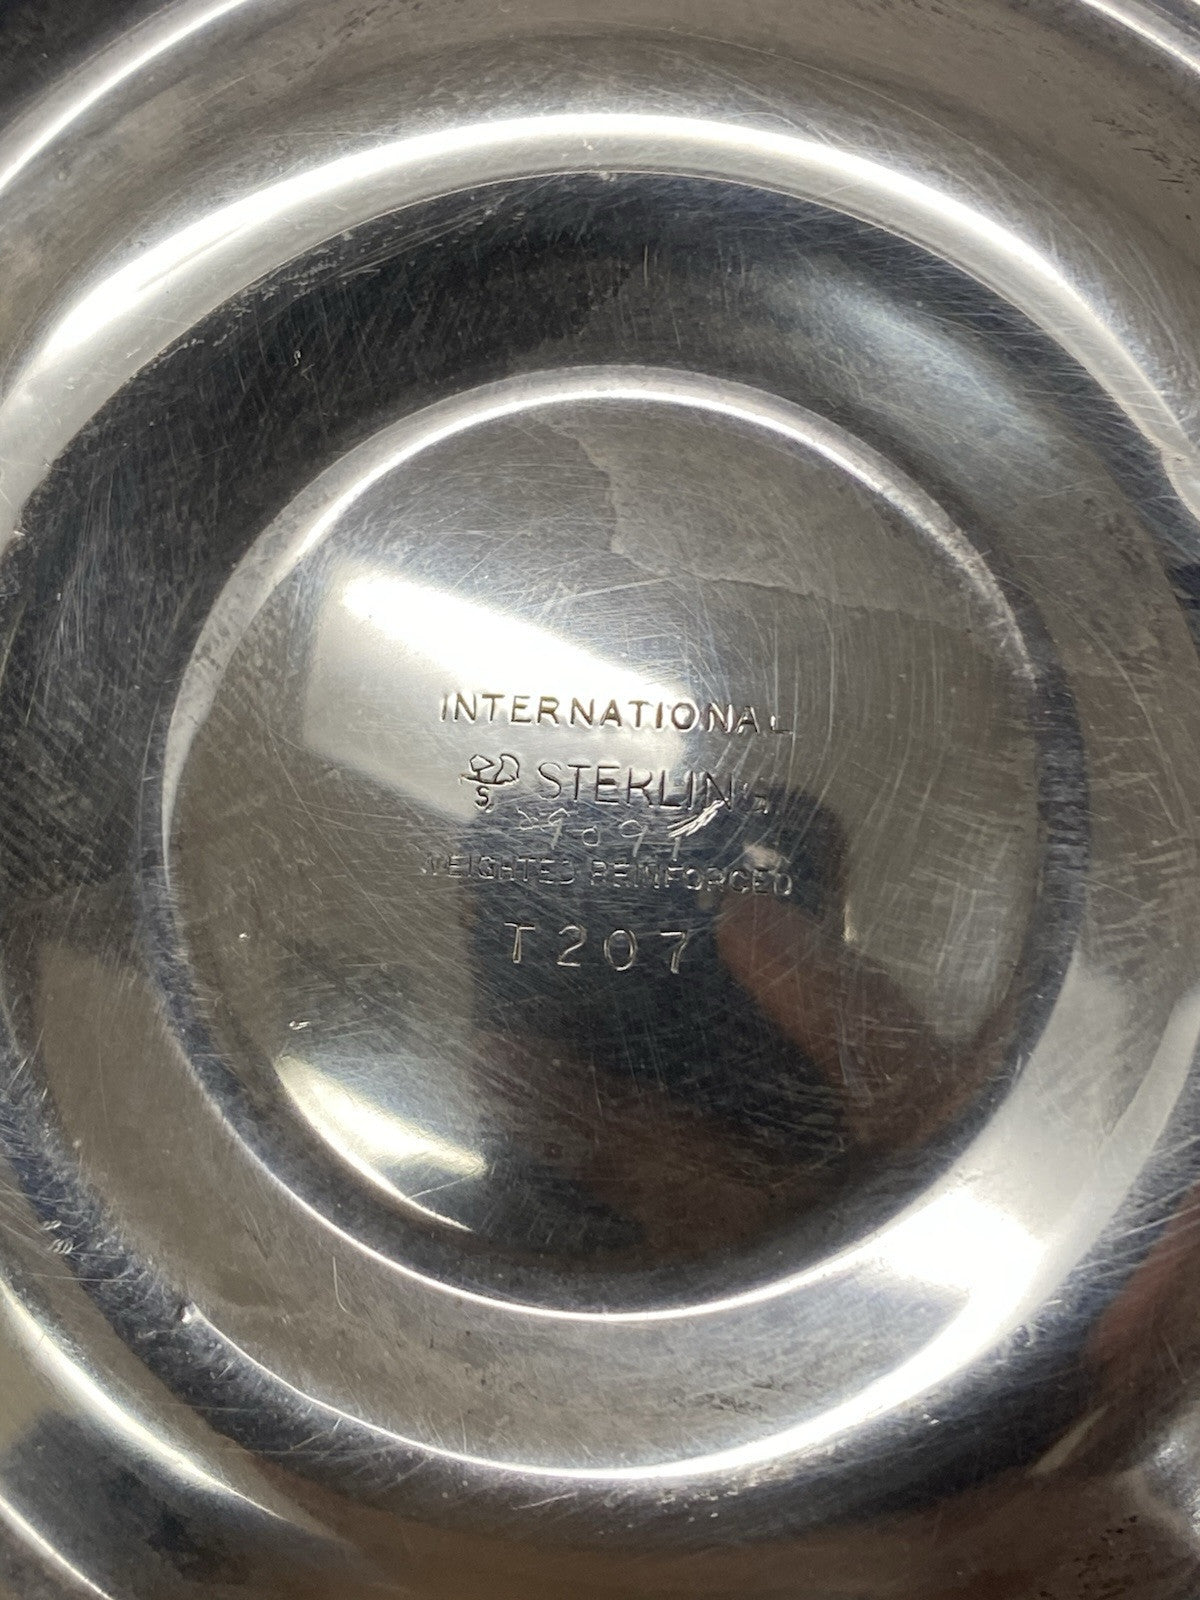 INTERNATIONAL
S STERLING
WEIGHTED REINFORCED
T207